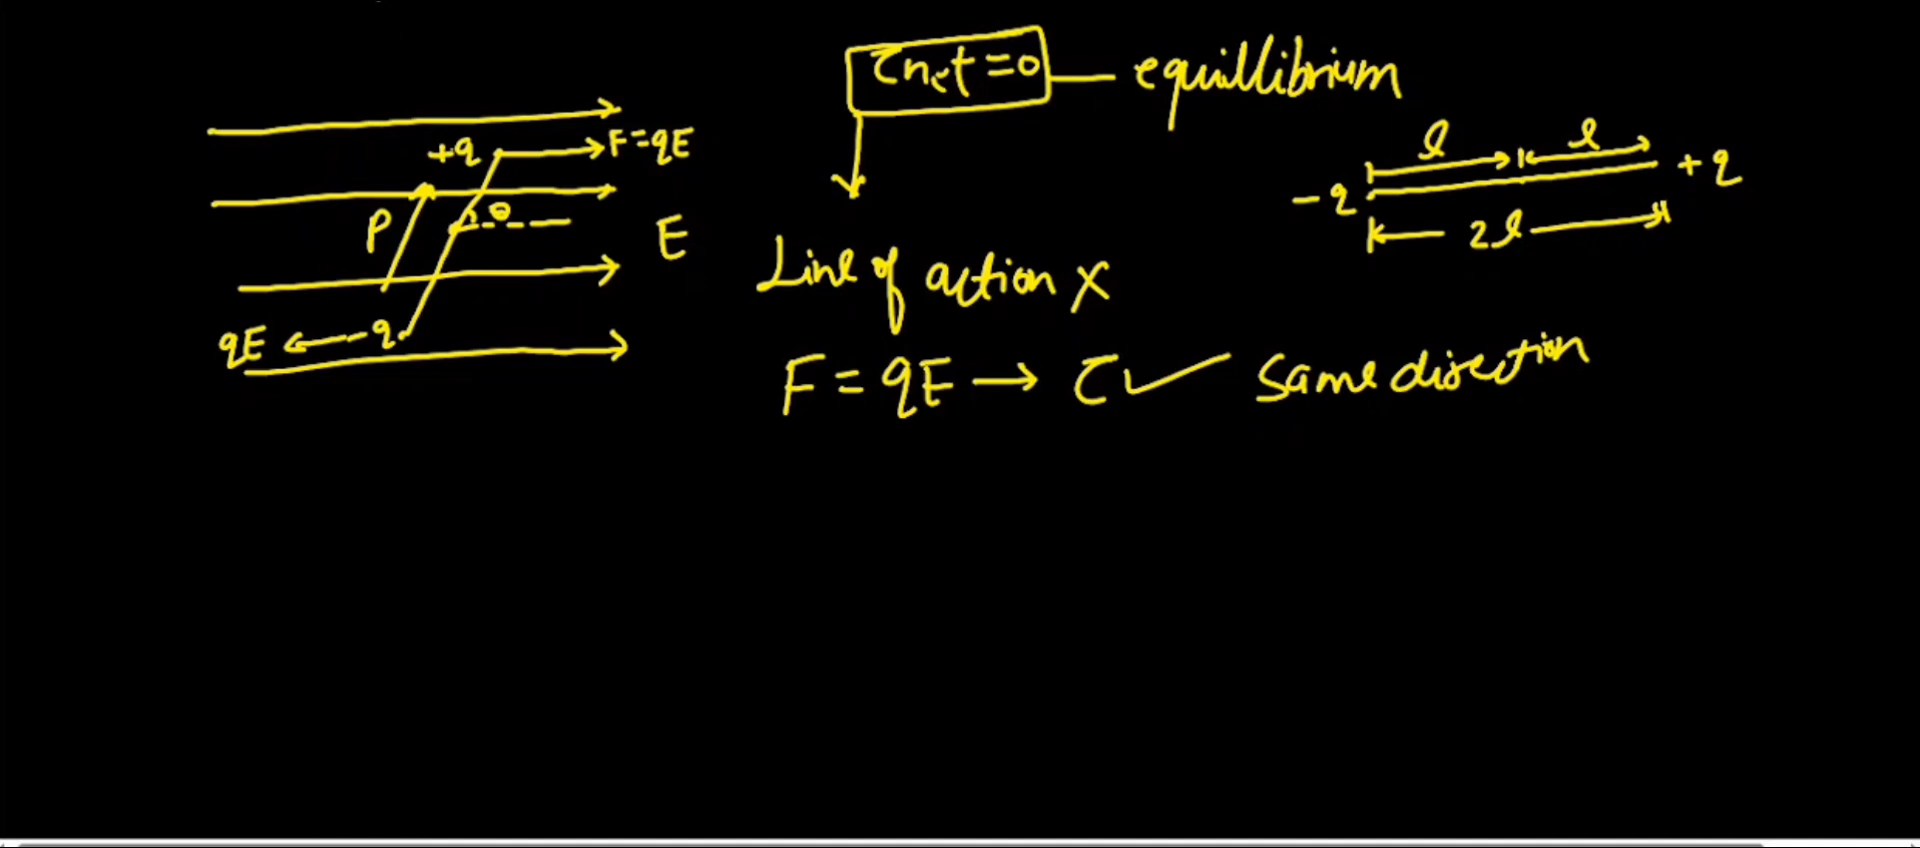 τnet = 0 — equillibrium
+q F = qE
P θ E
qE ← -q
l l
-q +q
2l
Line of action X
F = qE → τ ✓ same direction